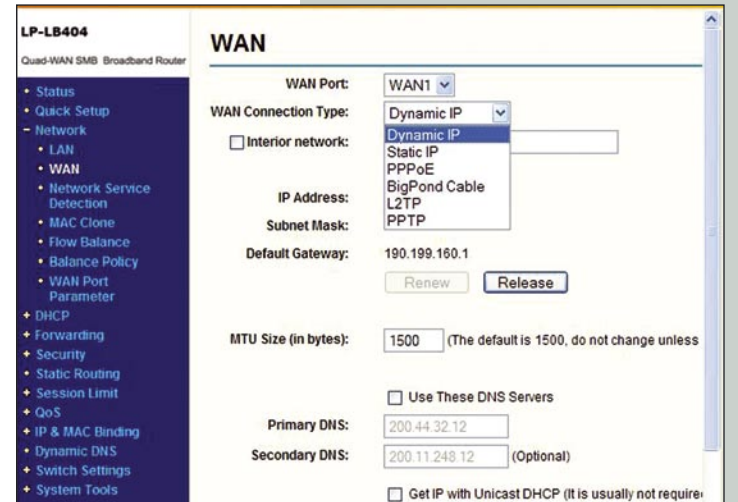 LP-LB404
Quad-WAN SMB Broadband Router
• Status
• Quick Setup
- Network
• LAN
• WAN
• Network Service
Detection
• MAC Clone
• Flow Balance
• Balance Policy
• WAN Port
Parameter
+ DHCP
+ Forwarding
+ Security
• Static Routing
+ Session Limit
+ QoS
+ IP & MAC Binding
• Dynamic DNS
+ Switch Settings
+ System Tools
WAN
WAN Port: WAN1
WAN Connection Type: Dynamic IP
Interior network:
Dynamic IP
Static IP
PPPoE
BigPond Cable
L2TP
PPTP
IP Address:
Subnet Mask:
Default Gateway: 190.199.160.1
Renew Release
MTU Size (in bytes): 1500 (The default is 1500, do not change unless
Use These DNS Servers
Primary DNS: 200.44.32.12
Secondary DNS: 200.11.248.12 (Optional)
Get IP with Unicast DHCP (It is usually not require